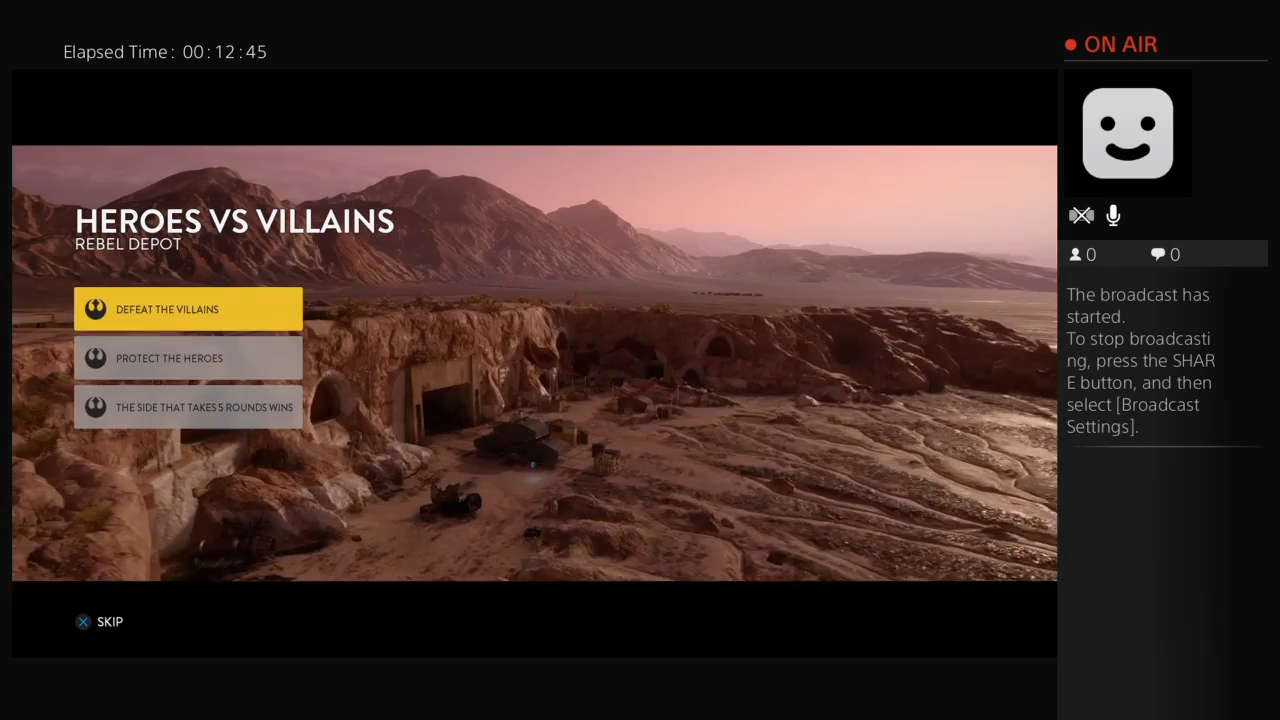 Elapsed Time: 00:12:45
ON AIR
HEROES VS VILLAINS
REBEL DEPOT
DEFEAT THE VILLAINS
PROTECT THE HEROES
THE SIDE THAT TAKES 5 ROUNDS WINS
SKIP
0 0
The broadcast has
started.
To stop broadcasti
ng, press the SHAR
E button, and then
select [Broadcast
Settings].